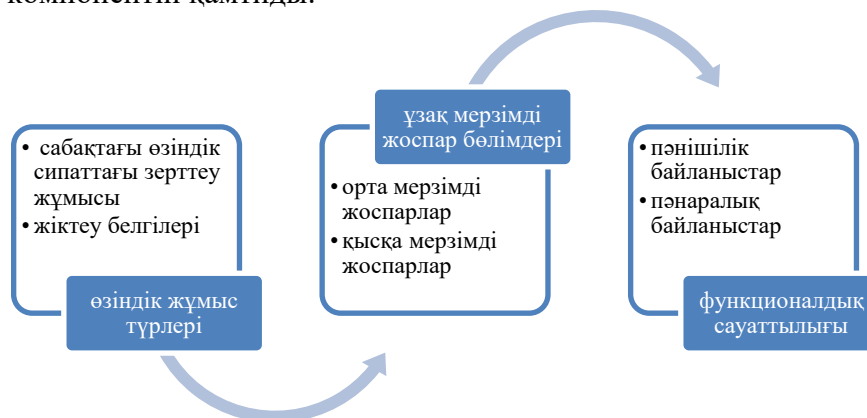 компонентін қамтиды:
• сабақтағы өзіндік
сипаттағы зерттеу
жұмысы
• жіктеу белгілері
өзіндік жұмыс
түрлері
ұзақ мерзімді
жоспар бөлімдері
• орта мерзімді
жоспарлар
• қысқа мерзімді
жоспарлар
• пәнішілік
байланыстар
• пәнаралық
байланыстар
функционалдық
сауаттылығы